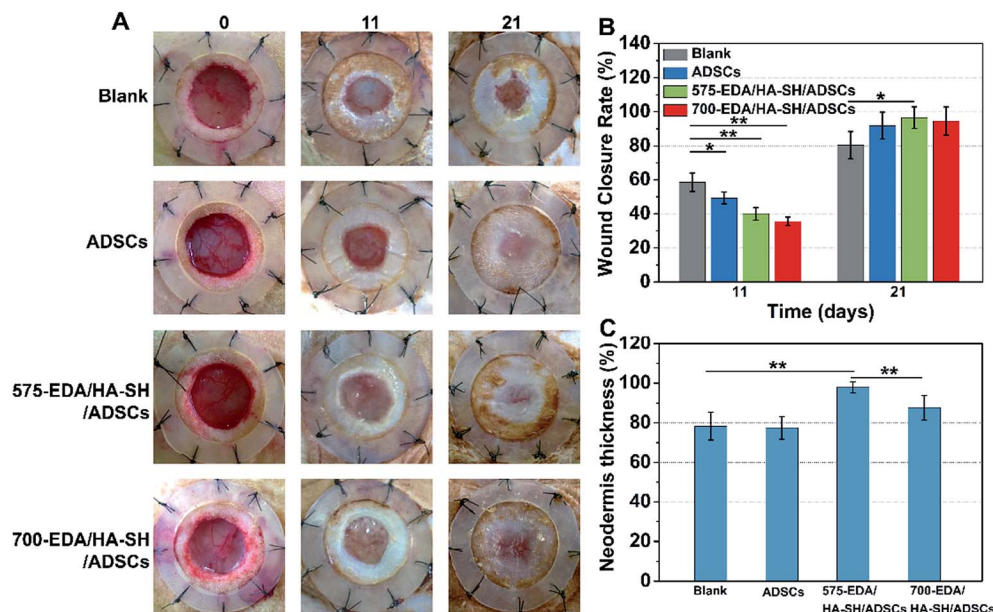 A
0
11
21
Blank
ADSCs
575-EDA/HA-SH
/ADSCs
700-EDA/HA-SH
/ADSCs
B
Wound Closure Rate (%)
140
120
100
80
60
40
20
0
Blank
ADSCs
575-EDA/HA-SH/ADSCs
700-EDA/HA-SH/ADSCs
**
**
*
*
11
21
Time (days)
C
Neodermis thickness (%)
120
100
80
60
40
20
0
**
**
Blank
ADSCs
575-EDA/
HA-SH/ADSCs
700-EDA/
HA-SH/ADSCs